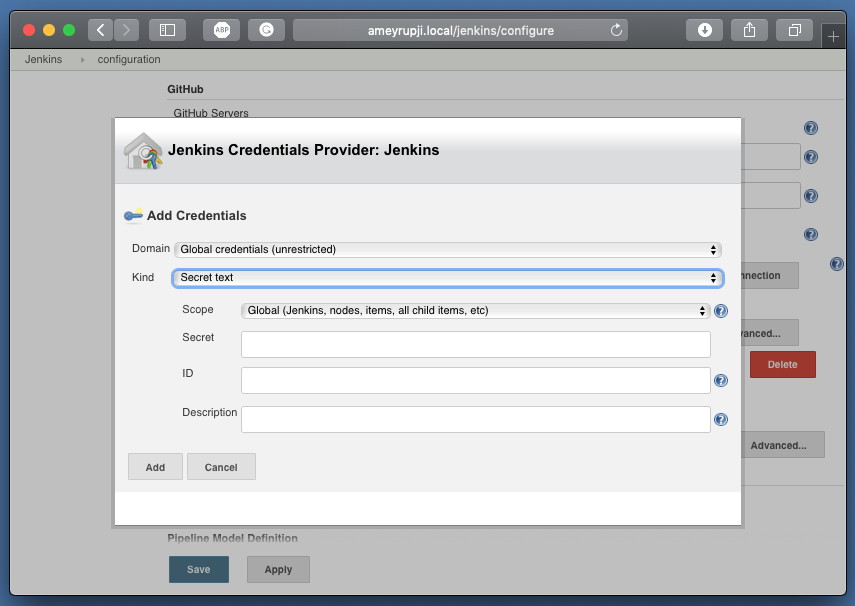 ABP
ameyrupji.local/jenkins/configure
Jenkins
configuration
GitHub
GitHub Servers
Jenkins Credentials Provider: Jenkins
Add Credentials
Domain
Global credentials (unrestricted)
Kind
Secret text
Scope
Global (Jenkins, nodes, items, all child items, etc)
Secret
ID
Description
Add
Cancel
nnection
vanced...
Delete
Advanced...
Pipeline Model Definition
Save
Apply